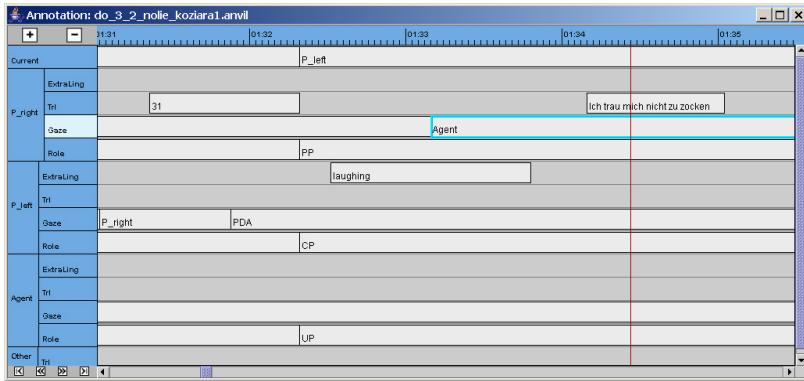 Annotation: do_3_2_nolie_koziara1.anvil
+ -
01:31 01:32 01:33 01:34 01:35
Current P_left
P_right
ExtraLing
Trl 31 Ich trau mich nicht zu zocken
Gaze Agent
Role PP
P_left
ExtraLing laughing
Trl
Gaze P_right PDA
Role CP
Agent
ExtraLing
Trl
Gaze
Role UP
Other
Trl